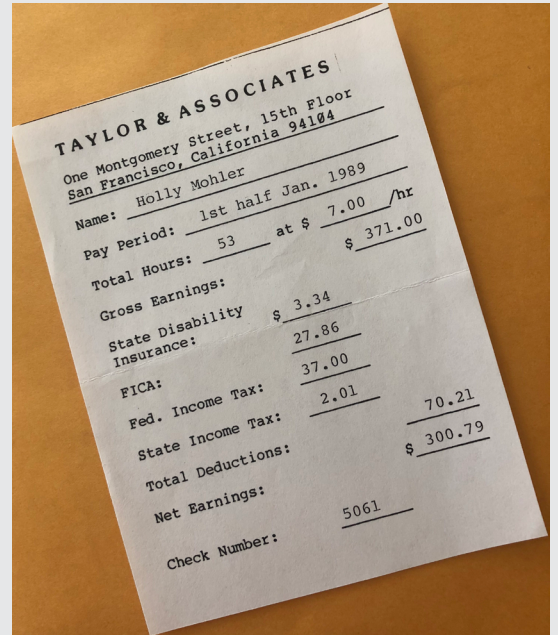 TAYLOR & ASSOCIATES
One Montgomery Street, 15th Floor
San Francisco, California 94104
Name: Holly Mohler
Pay Period: 1st half Jan. 1989
Total Hours: 53 at $ 7.00 /hr
Gross Earnings: $ 371.00
State Disability
Insurance: $ 3.34
FICA: 27.86
Fed. Income Tax: 37.00
State Income Tax: 2.01
Total Deductions: 70.21
Net Earnings: $ 300.79
Check Number: 5061